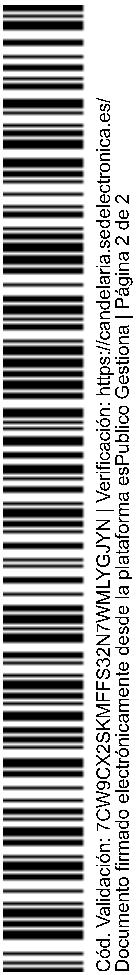 Cód. Validación: 7CW9CX2SKMFFS32N7WMLYGJYN | Verificación: https://candelaria.sedelectronica.es/
Documento firmado electrónicamente desde la plataforma esPublico Gestiona | Página 2 de 2